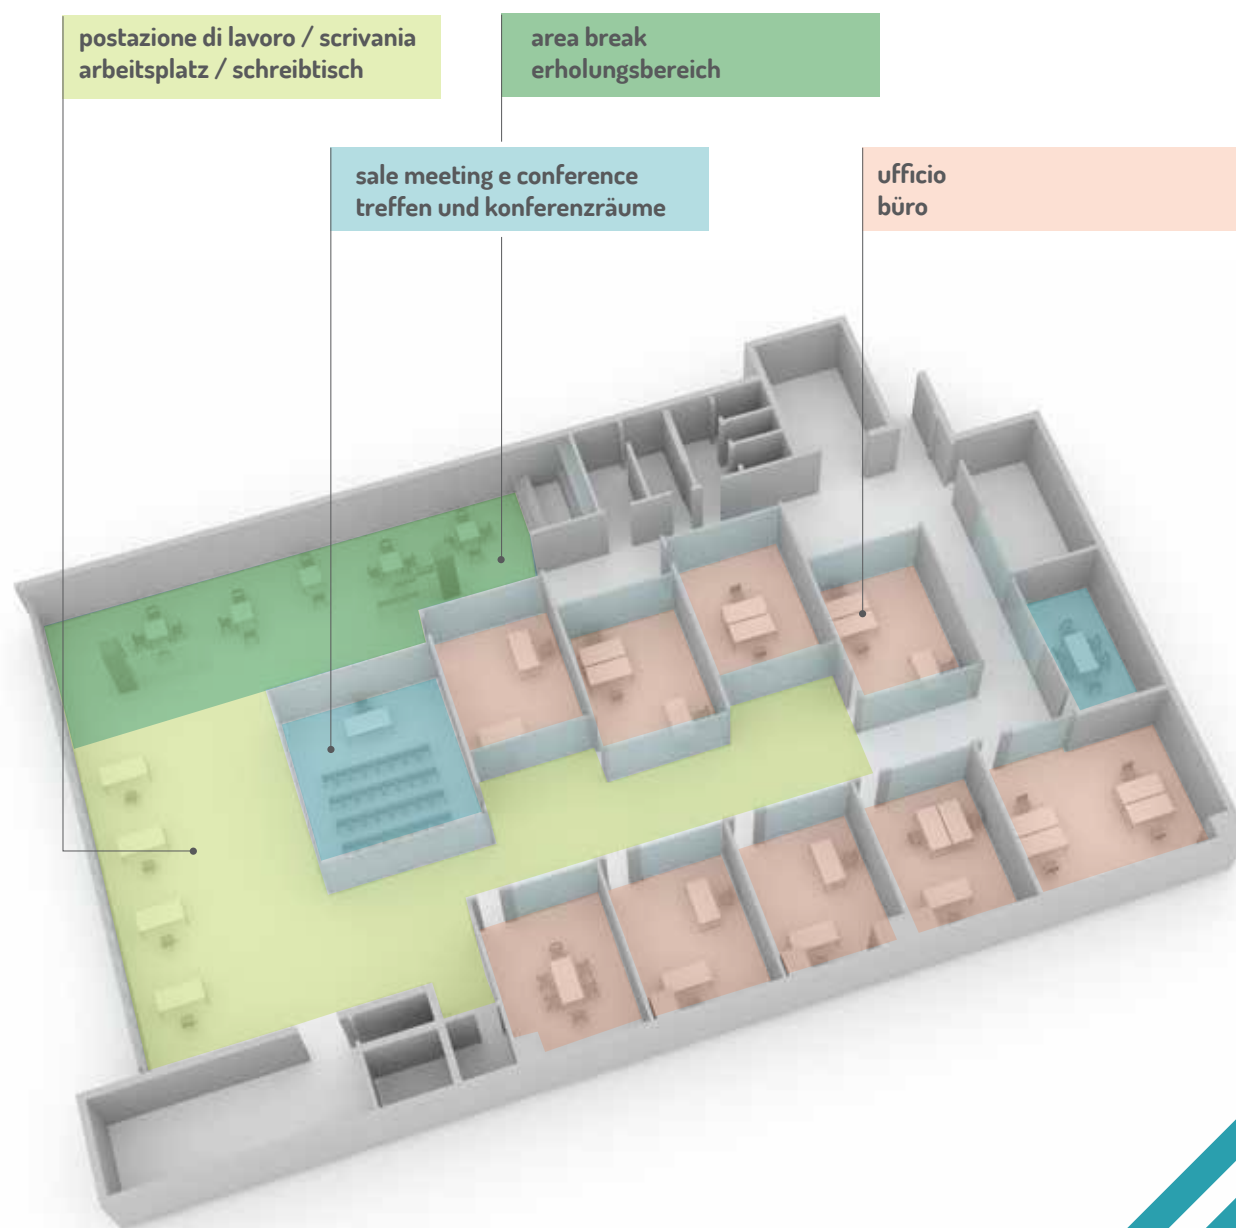 postazione di lavoro / scrivania
arbeitsplatz / schreibtisch
area break
erholungsbereich
sale meeting e conference
treffen und konferenzräume
ufficio
büro